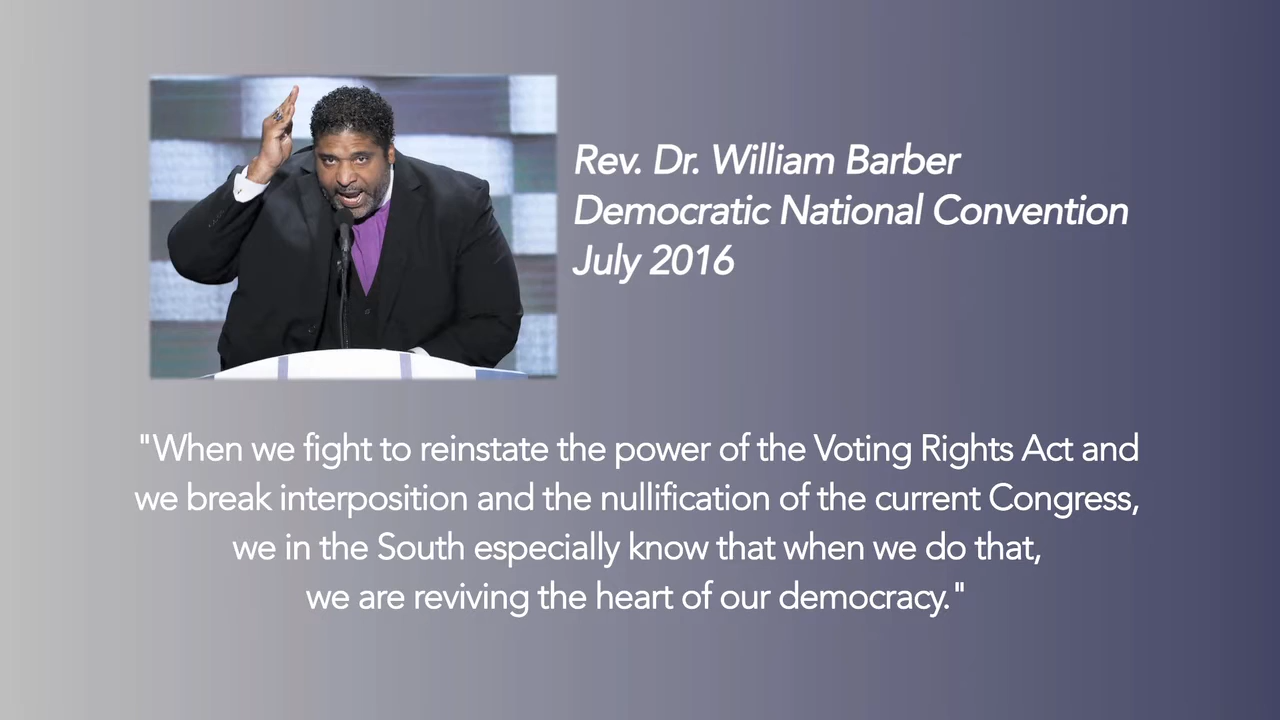 Rev. Dr. William Barber
Democratic National Convention
July 2016
"When we fight to reinstate the power of the Voting Rights Act and
we break interposition and the nullification of the current Congress,
we in the South especially know that when we do that,
we are reviving the heart of our democracy."